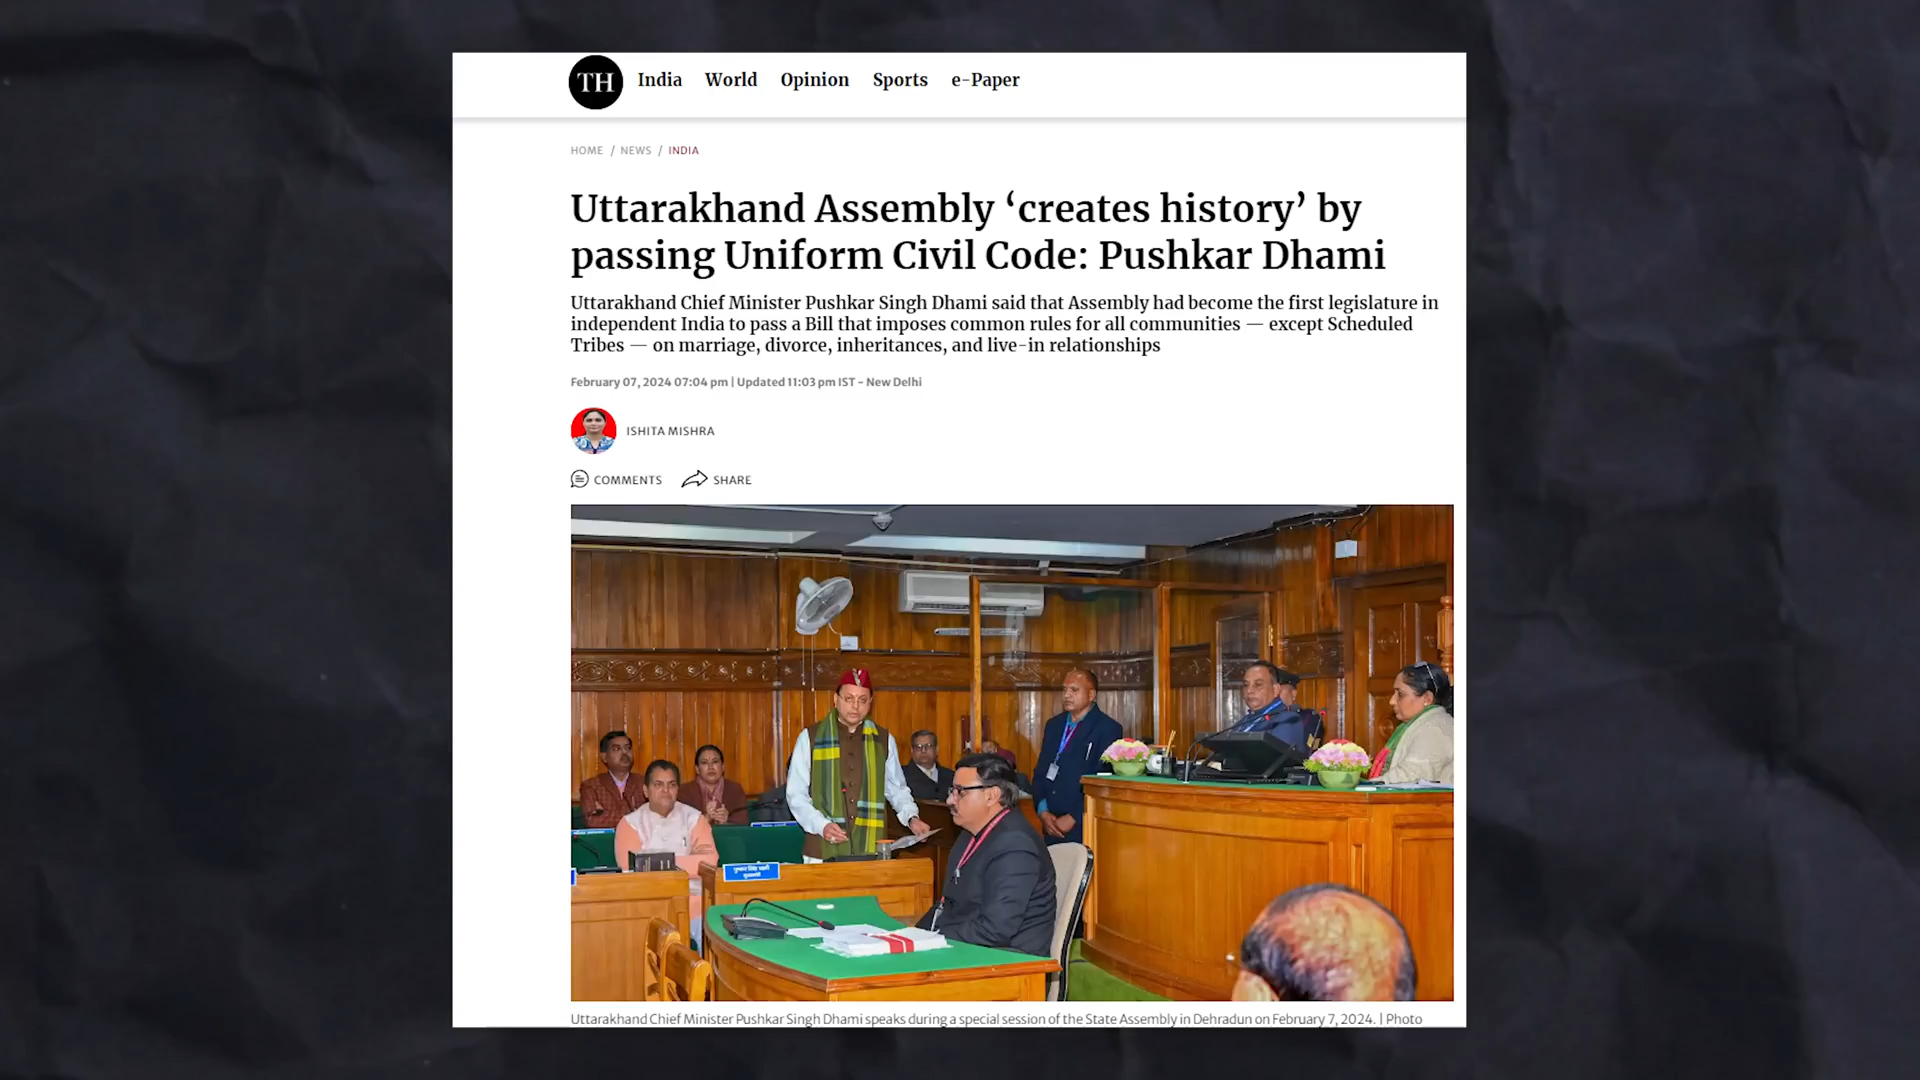 TH India World Opinion Sports e-Paper
HOME / NEWS / INDIA
Uttarakhand Assembly ‘creates history’ by
passing Uniform Civil Code: Pushkar Dhami
Uttarakhand Chief Minister Pushkar Singh Dhami said that Assembly had become the first legislature in
independent India to pass a Bill that imposes common rules for all communities — except Scheduled
Tribes — on marriage, divorce, inheritances, and live-in relationships
February 07, 2024 07:04 pm | Updated 11:03 pm IST - New Delhi
ISHITA MISHRA
COMMENTS SHARE
Uttarakhand Chief Minister Pushkar Singh Dhami speaks during a special session of the State Assembly in Dehradun on February 7, 2024. | Photo